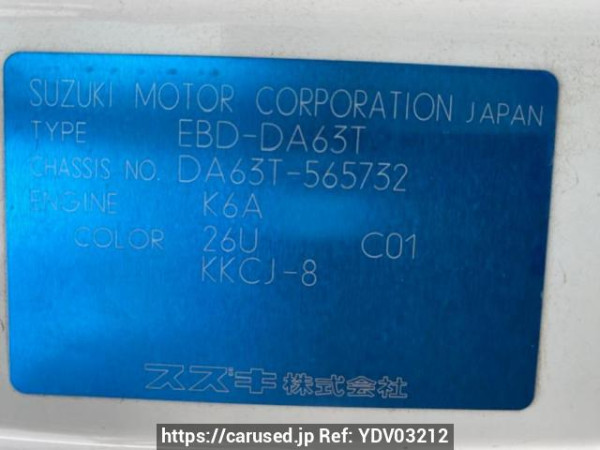 SUZUKI MOTOR CORPORATION JAPAN
TYPE EBD-DA63T
CHASSIS NO. DA63T-565732
ENGINE K6A
COLOR 26U C01
KKCJ-8
スズキ株式会社
https://carused.jp Ref: YDV03212